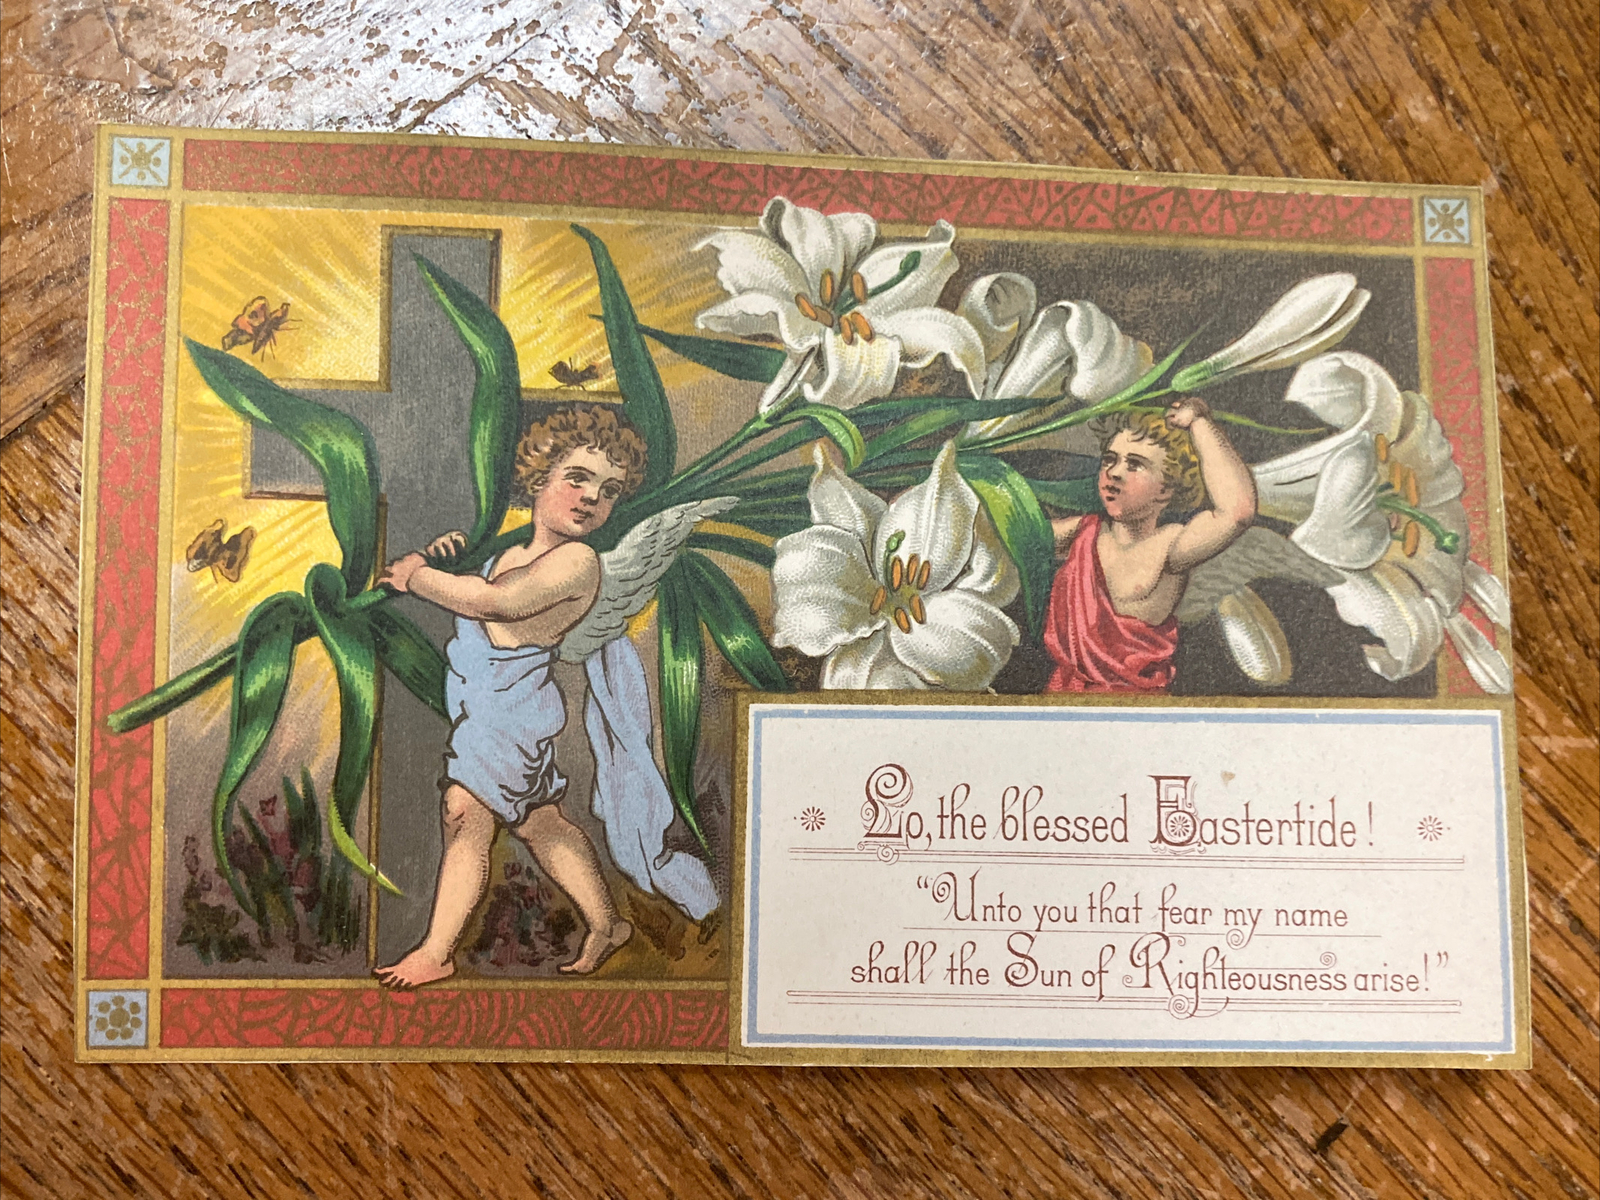 Lo, the blessed Eastertide!
“Unto you that fear my name
shall the Sun of Righteousness arise!”